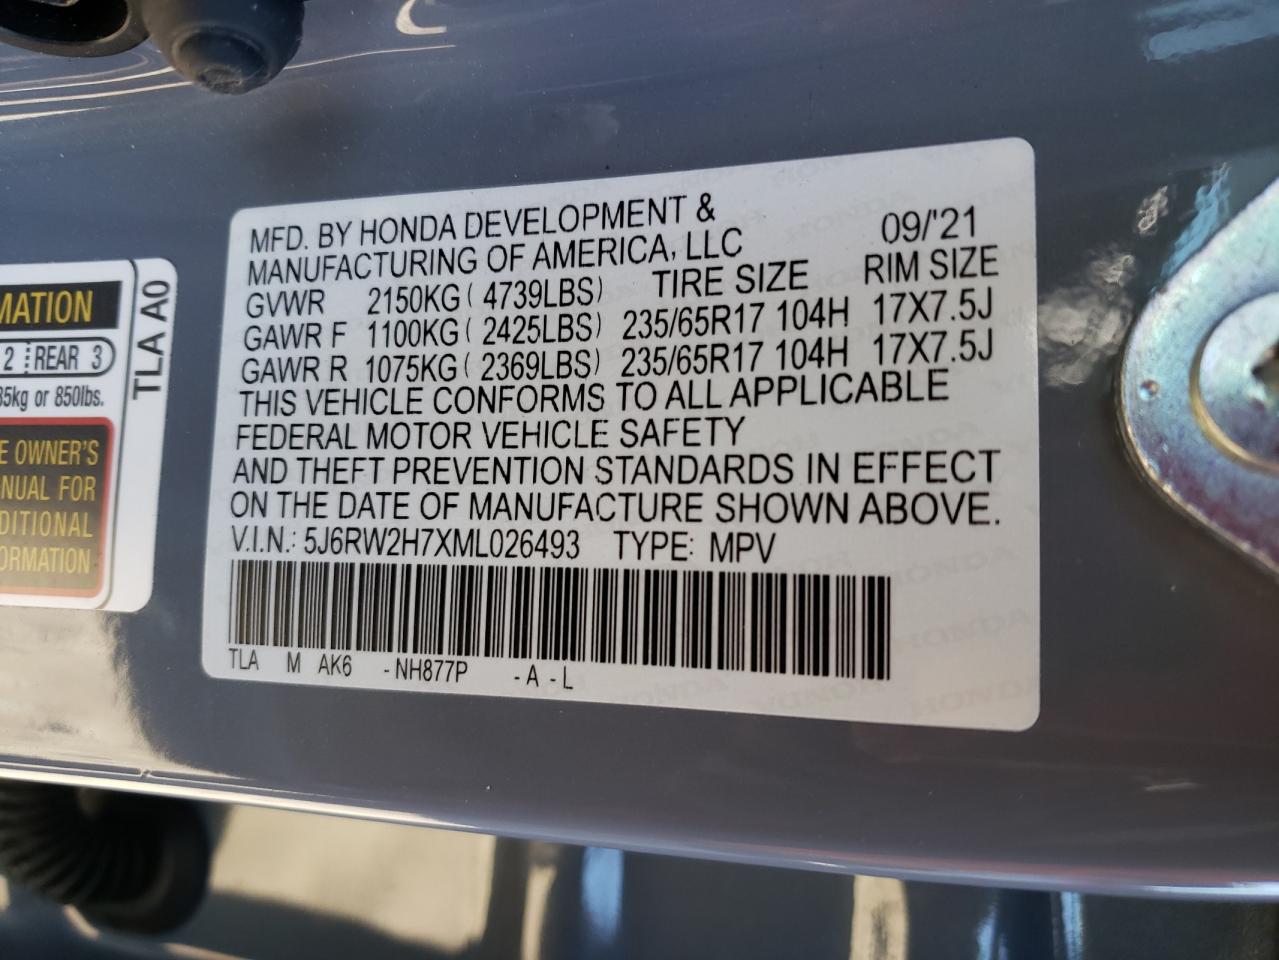 MFD. BY HONDA DEVELOPMENT &
MANUFACTURING OF AMERICA, LLC 09/'21
GVWR 2150KG ( 4739LBS) TIRE SIZE RIM SIZE
GAWR F 1100KG ( 2425LBS) 235/65R17 104H 17X7.5J
GAWR R 1075KG ( 2369LBS) 235/65R17 104H 17X7.5J
THIS VEHICLE CONFORMS TO ALL APPLICABLE
FEDERAL MOTOR VEHICLE SAFETY
AND THEFT PREVENTION STANDARDS IN EFFECT
ON THE DATE OF MANUFACTURE SHOWN ABOVE.
V.I.N.: 5J6RW2H7XML026493 TYPE: MPV
TLA M AK6 -NH877P -A -L
MATION
2 REAR 3
35kg or 850lbs.
E OWNER'S
NUAL FOR
DITIONAL
ORMATION
TLA A0